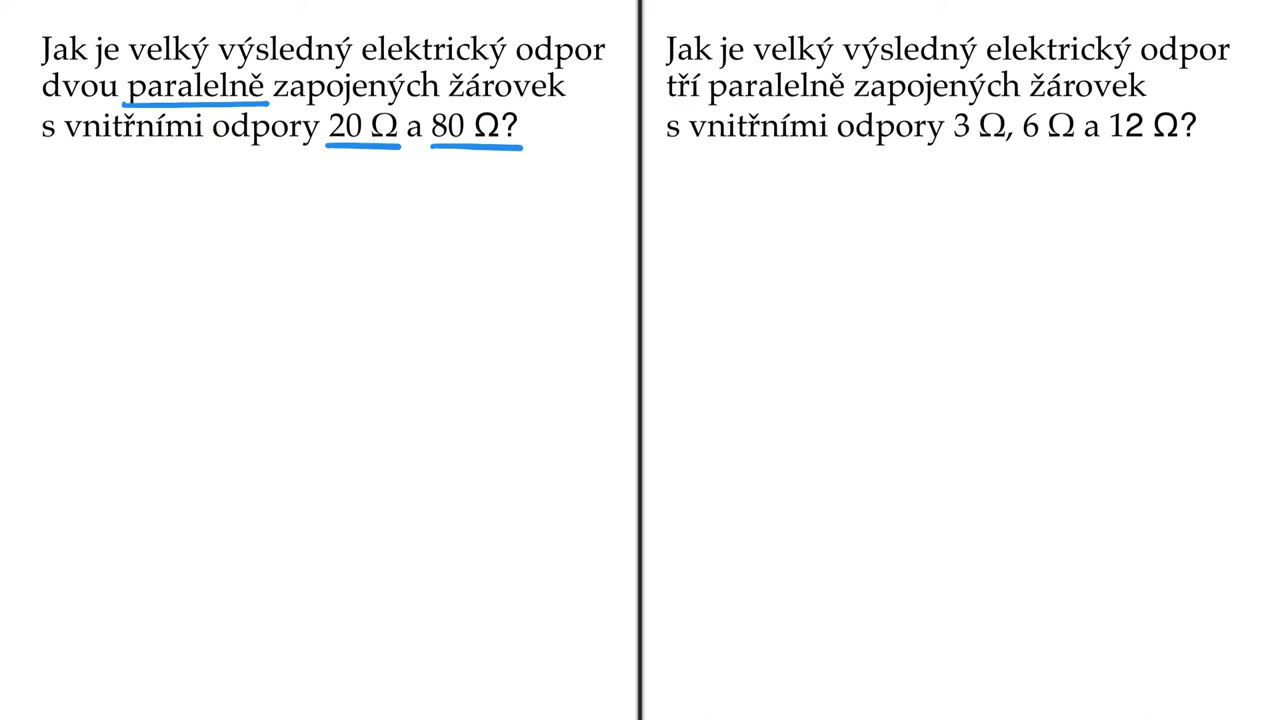 Jak je velký výsledný elektrický odpor
dvou paralelně zapojených žárovek
s vnitřními odpory 20 Ω a 80 Ω?
Jak je velký výsledný elektrický odpor
tří paralelně zapojených žárovek
s vnitřními odpory 3 Ω, 6 Ω a 12 Ω?